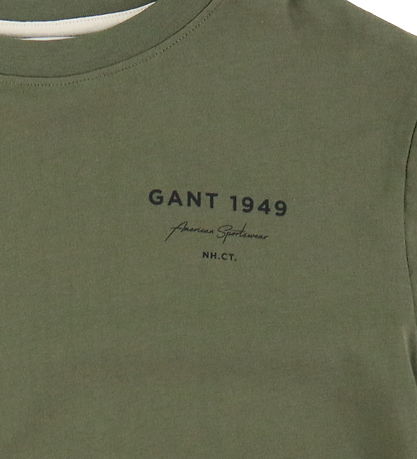 GANT 1949
American Sportswear
NH.CT.